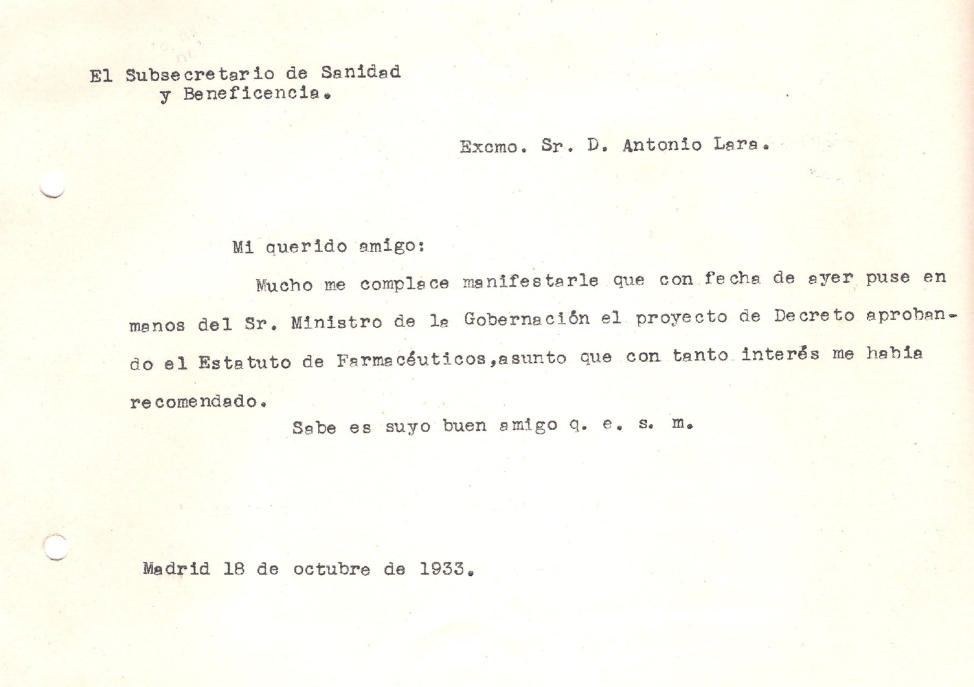 El Subsecretario de Sanidad
y Beneficencia.
Excmo. Sr. D. Antonio Lara.
Mi querido amigo:
Mucho me complace manifestarle que con fecha de ayer puse en
manos del Sr. Ministro de la Gobernación el proyecto de Decreto aproban-
do el Estatuto de Farmacéuticos,asunto que con tanto interés me habia
recomendado.
Sabe es suyo buen amigo q. e. s. m.
Madrid 18 de octubre de 1933.